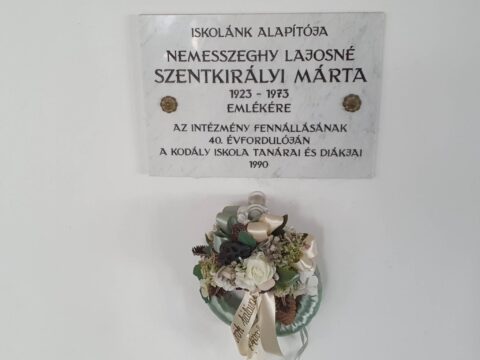 ISKOLÁNK ALAPÍTÓJA
NEMESSZEGHY LAJOSNÉ
SZENTKIRÁLYI MÁRTA
1923 - 1973
EMLÉKÉRE
AZ INTÉZMÉNY FENNÁLLÁSÁNAK
40. ÉVFORDULÓJÁN
A KODÁLY ISKOLA TANÁRAI ÉS DIÁKJAI
1990